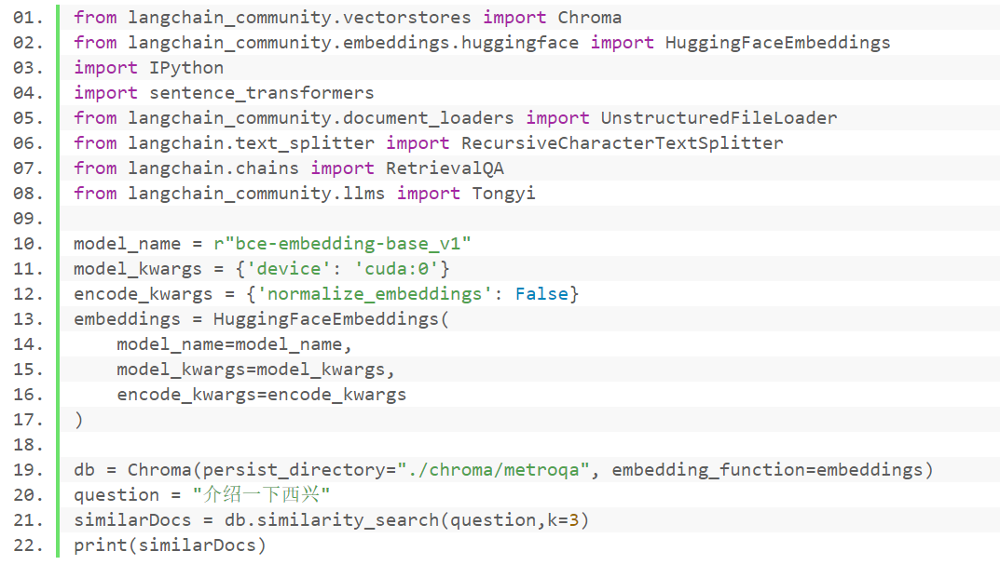 01. from langchain_community.vectorstores import Chroma
02. from langchain_community.embeddings.huggingface import HuggingFaceEmbeddings
03. import IPython
04. import sentence_transformers
05. from langchain_community.document_loaders import UnstructuredFileLoader
06. from langchain.text_splitter import RecursiveCharacterTextSplitter
07. from langchain.chains import RetrievalQA
08. from langchain_community.llms import Tongyi
09.
10. model_name = r"bce-embedding-base_v1"
11. model_kwargs = {'device': 'cuda:0'}
12. encode_kwargs = {'normalize_embeddings': False}
13. embeddings = HuggingFaceEmbeddings(
14.     model_name=model_name,
15.     model_kwargs=model_kwargs,
16.     encode_kwargs=encode_kwargs
17. )
18.
19. db = Chroma(persist_directory="./chroma/metroqa", embedding_function=embeddings)
20. question = "介绍一下西兴"
21. similarDocs = db.similarity_search(question,k=3)
22. print(similarDocs)